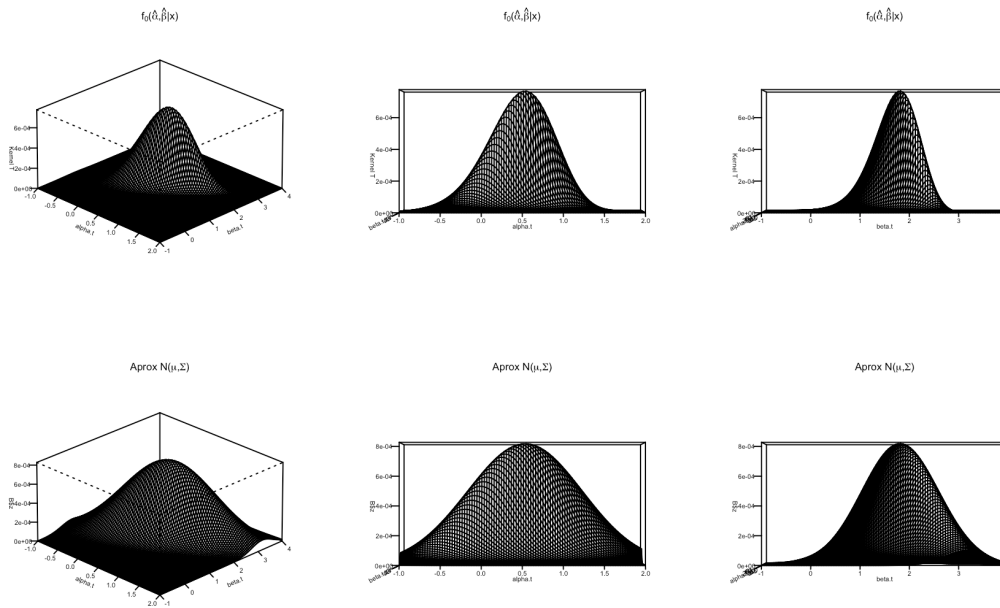 f₀(α̂,β̂|x)
6e-04
Kernel T
2e-04
0e+00
-1.0
-0.5
0.0
0.5
1.0
1.5
2.0
alpha.t
-1
0
1
2
3
4
beta.t
f₀(α̂,β̂|x)
6e-04
4e-04
2e-04
0e+00
Kernel T
-1.0 -0.5 0.0 0.5 1.0 1.5 2.0
alpha.t
f₀(α̂,β̂|x)
6e-04
4e-04
2e-04
0e+00
Kernel T
-1 0 1 2 3
beta.t
Aprox N(μ,Σ)
8e-04
6e-04
4e-04
2e-04
0e+00
B$z
-1.0
-0.5
0.0
0.5
1.0
1.5
2.0
alpha.t
-1
0
1
2
3
4
beta.t
Aprox N(μ,Σ)
8e-04
6e-04
4e-04
2e-04
0e+00
B$z
-1.0 -0.5 0.0 0.5 1.0 1.5 2.0
alpha.t
Aprox N(μ,Σ)
8e-04
6e-04
4e-04
2e-04
0e+00
B$z
-1 0 1 2 3
beta.t